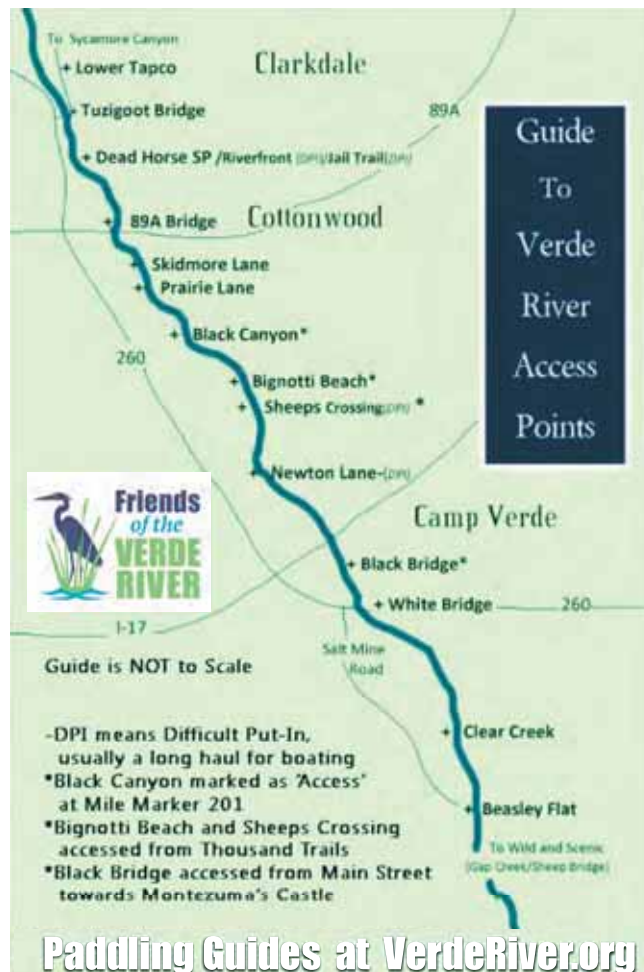 To Sycamore Canyon
+ Lower Tapco
Clarkdale
+ Tuzigoot Bridge
89A
+ Dead Horse SP /Riverfront (DPI)/Jail Trail(DPI)
+ 89A Bridge
Cottonwood
+ Skidmore Lane
+ Prairie Lane
+ Black Canyon*
260
+ Bignotti Beach*
+ Sheeps Crossing(DPI) *
+ Newton Lane-(DPI)
Camp Verde
+ Black Bridge*
+ White Bridge
260
I-17
Salt Mine
Road
+ Clear Creek
+ Beasley Flat
To Wild and Scenic
(Gap Creek/Sheep Bridge)
Guide
To
Verde
River
Access
Points
Friends
of the
VERDE
RIVER
Guide is NOT to Scale
-DPI means Difficult Put-In,
usually a long haul for boating
*Black Canyon marked as 'Access'
at Mile Marker 201
*Bignotti Beach and Sheeps Crossing
accessed from Thousand Trails
*Black Bridge accessed from Main Street
towards Montezuma's Castle
Paddling Guides at VerdeRiver.org